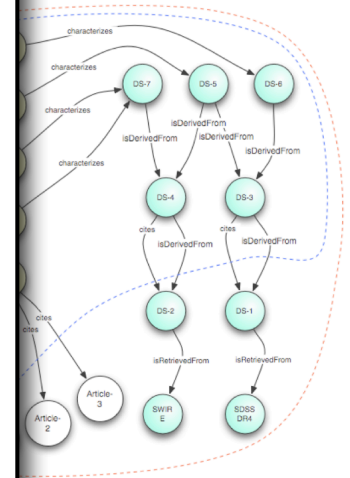 characterizes
characterizes
DS-7
DS-5
DS-6
characterizes
isDerivedFrom
isDerivedFrom
isDerivedFrom
isDerivedFrom
characterizes
DS-4
DS-3
cites
cites
isDerivedFrom
isDerivedFrom
DS-2
DS-1
cites
cites
isRetrievedFrom
isRetrievedFrom
Article-
3
Article-
2
SWIR
E
SDSS
DR4